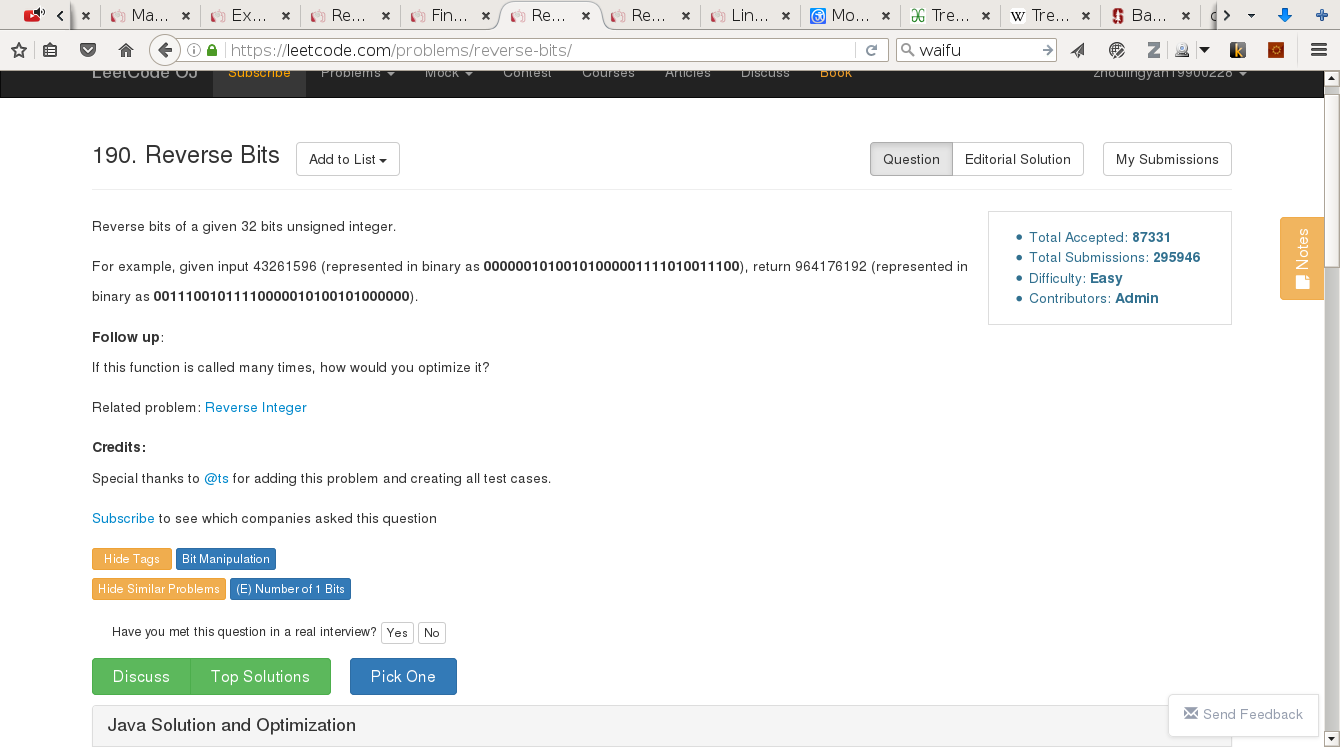 Ma... Ex... Re... Fin... Re... Re... Lin... Mo... Tre... W Tre... Ba...
https://leetcode.com/problems/reverse-bits/ waifu
LeetCode OJ Subscribe Problems Mock Contest Courses Articles Discuss Book zhoulingyan19900228
190. Reverse Bits Add to List Question Editorial Solution My Submissions
Reverse bits of a given 32 bits unsigned integer.
For example, given input 43261596 (represented in binary as 00000010100101000001111010011100), return 964176192 (represented in
binary as 00111001011110000010100101000000).
Total Accepted: 87331
Total Submissions: 295946
Difficulty: Easy
Contributors: Admin
Notes
Follow up:
If this function is called many times, how would you optimize it?
Related problem: Reverse Integer
Credits:
Special thanks to @ts for adding this problem and creating all test cases.
Subscribe to see which companies asked this question
Hide Tags Bit Manipulation
Hide Similar Problems (E) Number of 1 Bits
Have you met this question in a real interview? Yes No
Discuss Top Solutions Pick One
Java Solution and Optimization
Send Feedback